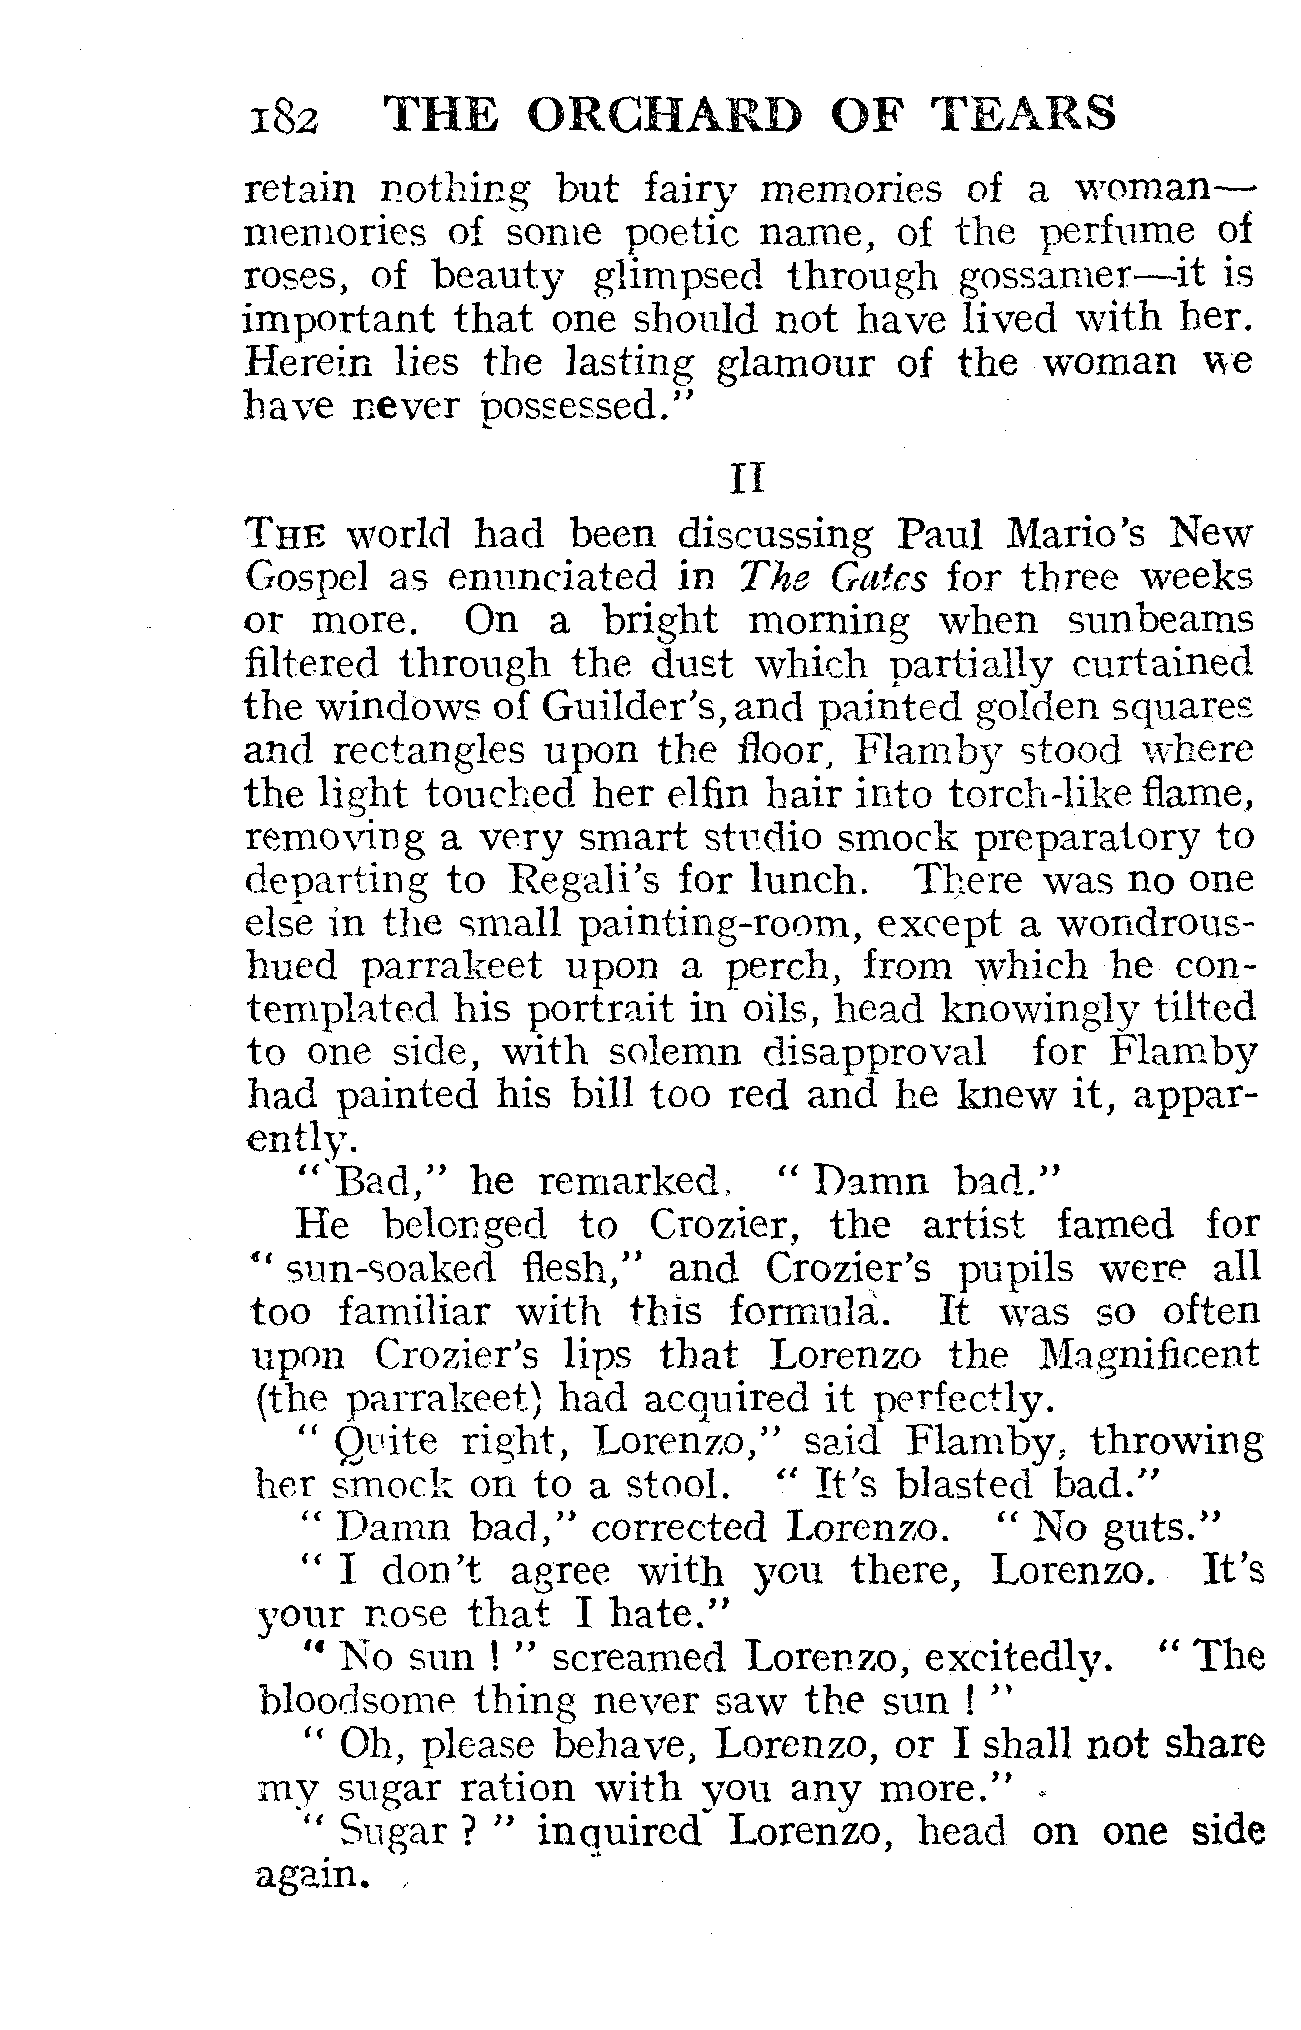 182 THE ORCHARD OF TEARS
retain nothing but fairy memories of a woman—
memories of some poetic name, of the perfume of
roses, of beauty glimpsed through gossamer—it is
important that one should not have lived with her.
Herein lies the lasting glamour of the woman we
have never possessed.”
II
THE world had been discussing Paul Mario’s New
Gospel as enunciated in The Gates for three weeks
or more. On a bright morning when sunbeams
filtered through the dust which partially curtained
the windows of Guilder’s, and painted golden squares
and rectangles upon the floor, Flamby stood where
the light touched her elfin hair into torch-like flame,
removing a very smart studio smock preparatory to
departing to Regali’s for lunch. There was no one
else in the small painting-room, except a wondrous-
hued parrakeet upon a perch, from which he con-
templated his portrait in oils, head knowingly tilted
to one side, with solemn disapproval for Flamby
had painted his bill too red and he knew it, appar-
ently.
“ Bad,” he remarked. “ Damn bad.”
He belonged to Crozier, the artist famed for
“ sun-soaked flesh,” and Crozier’s pupils were all
too familiar with this formula. It was so often
upon Crozier’s lips that Lorenzo the Magnificent
(the parrakeet) had acquired it perfectly.
“ Quite right, Lorenzo,” said Flamby, throwing
her smock on to a stool. “ It’s blasted bad.”
“ Damn bad,” corrected Lorenzo. “ No guts.”
“ I don’t agree with you there, Lorenzo. It’s
your nose that I hate.”
“ No sun ! ” screamed Lorenzo, excitedly. “ The
bloodsome thing never saw the sun ! ”
“ Oh, please behave, Lorenzo, or I shall not share
my sugar ration with you any more.”
“ Sugar ? ” inquired Lorenzo, head on one side
again.